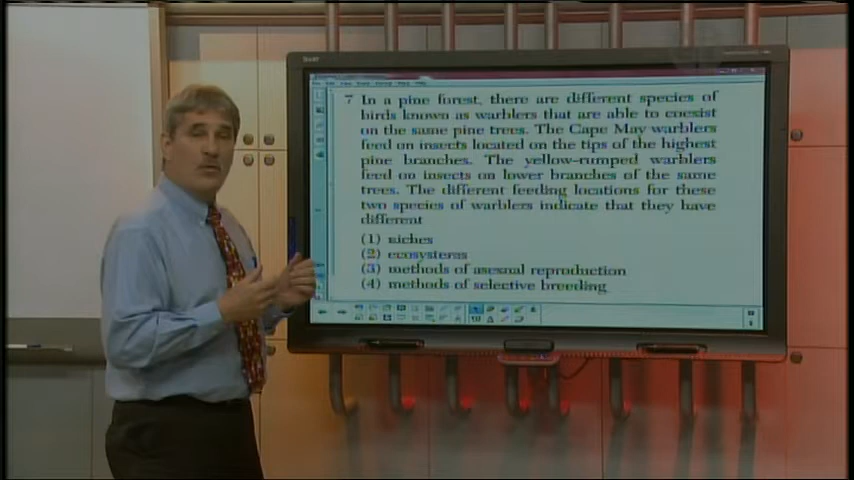 SMART
7 In a pine forest, there are different species of
birds known as warblers that are able to coexist
on the same pine trees. The Cape May warblers
feed on insects located on the tips of the highest
pine branches. The yellow-rumped warblers
feed on insects on lower branches of the same
trees. The different feeding locations for these
two species of warblers indicate that they have
different
(1) niches
(2) ecosystems
(3) methods of asexual reproduction
(4) methods of selective breeding